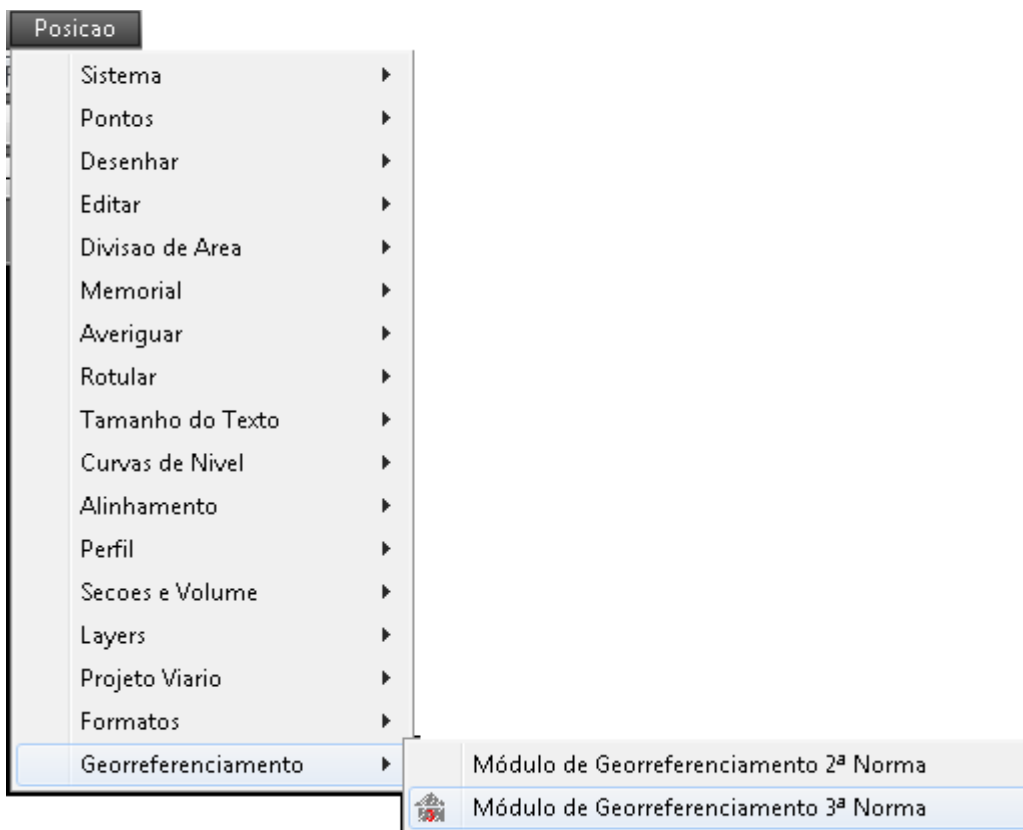 Posicao
Sistema
Pontos
Desenhar
Editar
Divisao de Area
Memorial
Averiguar
Rotular
Tamanho do Texto
Curvas de Nivel
Alinhamento
Perfil
Secoes e Volume
Layers
Projeto Viario
Formatos
Georreferenciamento
Módulo de Georreferenciamento 2ª Norma
Módulo de Georreferenciamento 3ª Norma